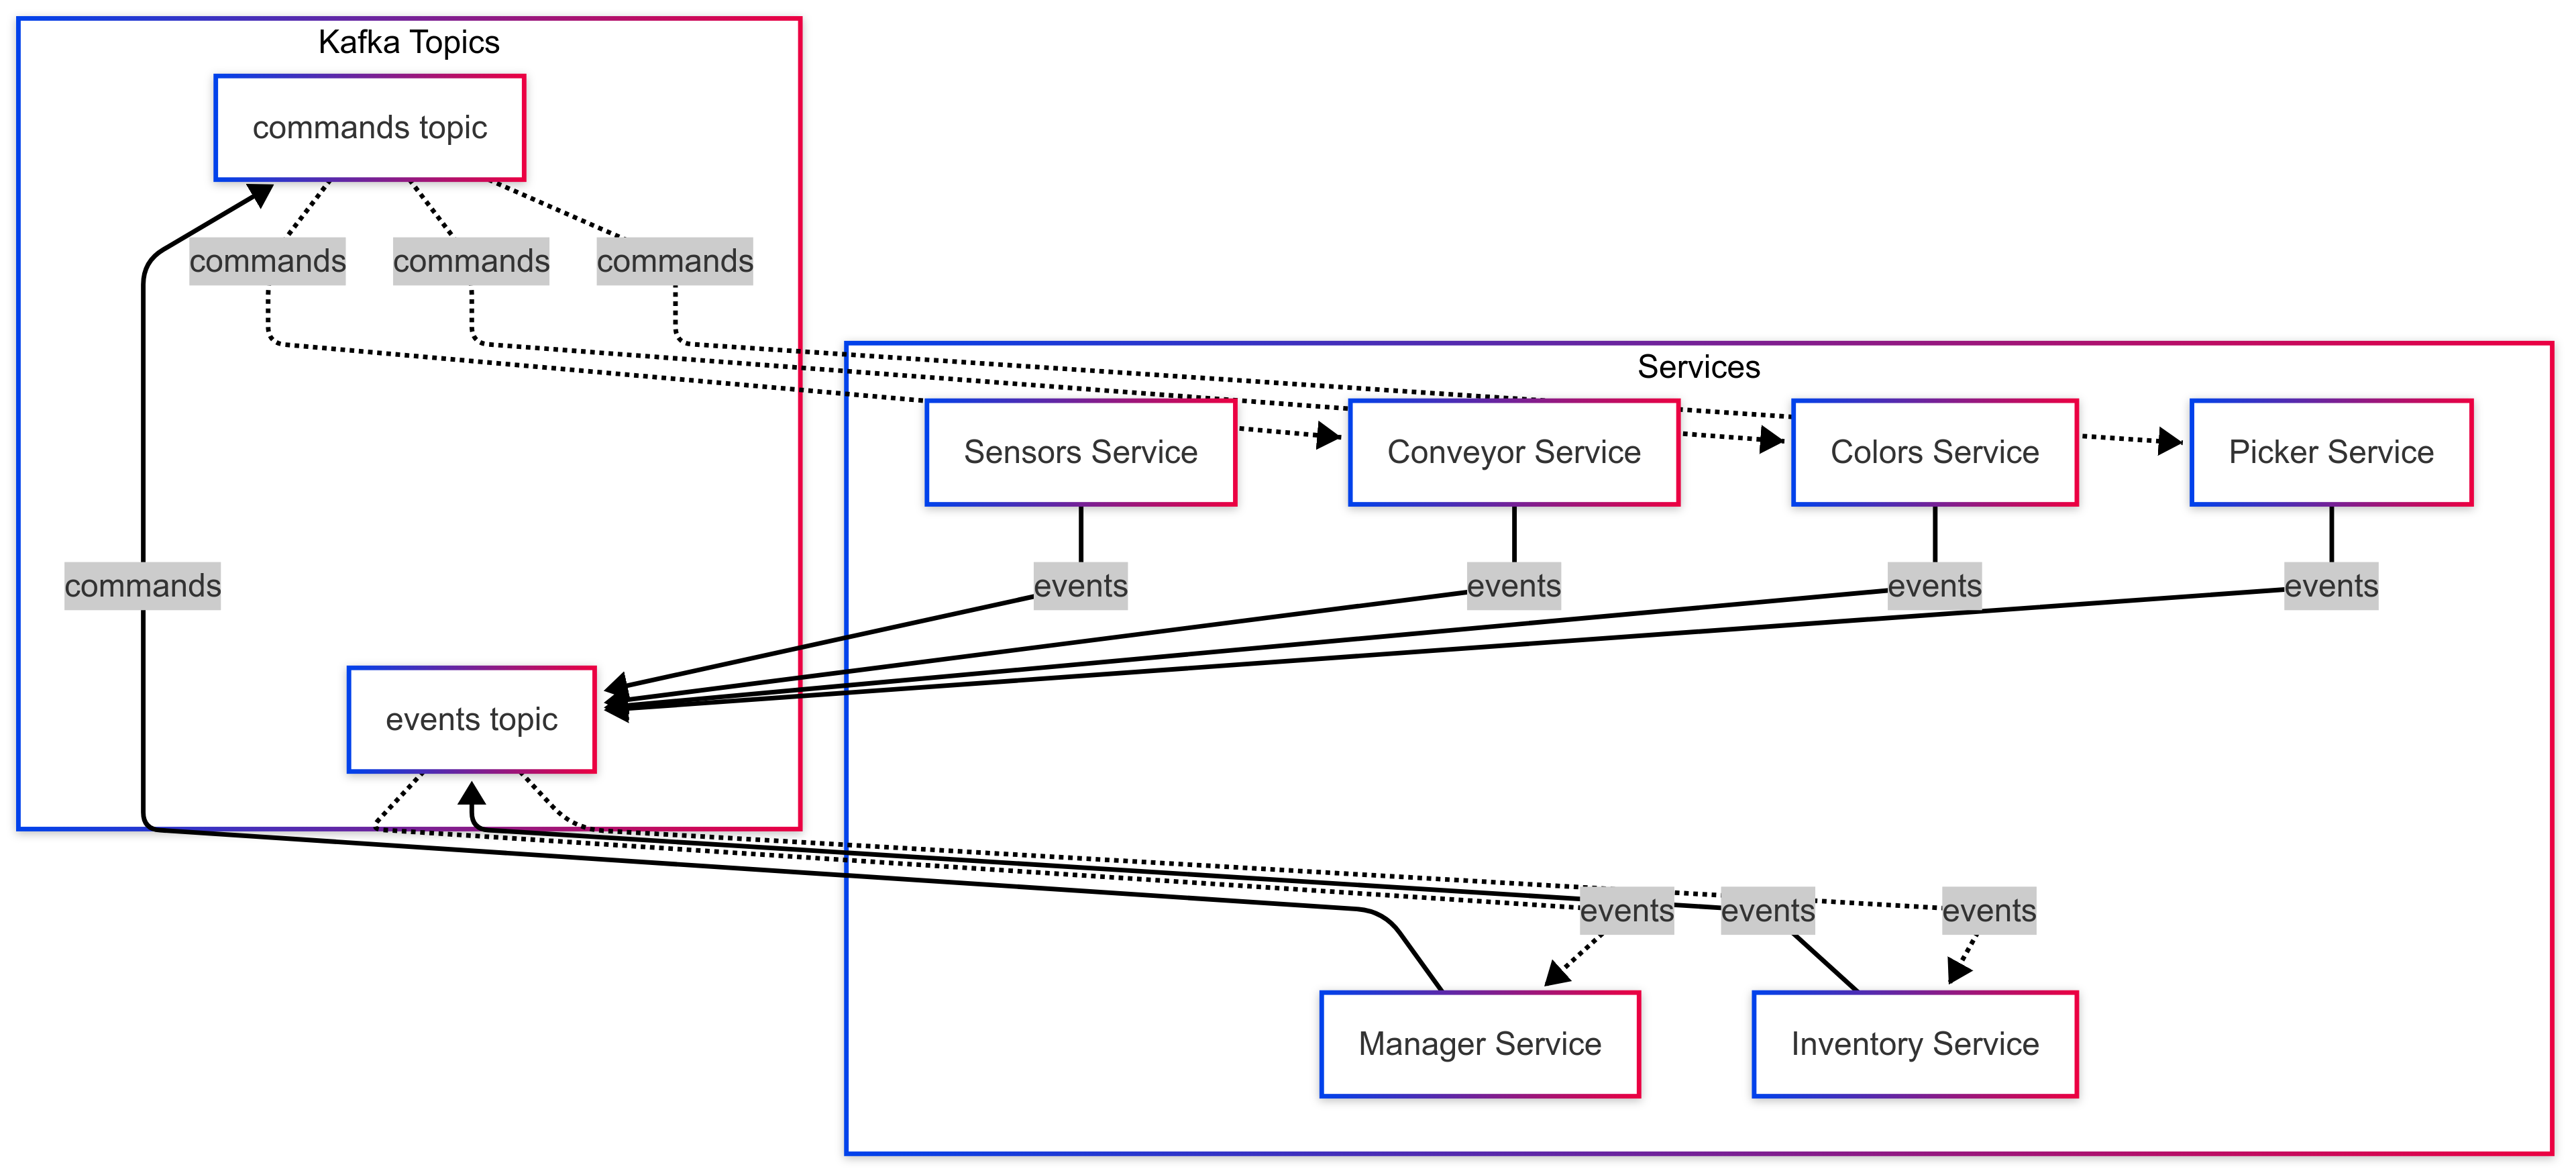 Kafka Topics
commands topic
commands
commands
commands
Services
Sensors Service
Conveyor Service
Colors Service
Picker Service
commands
events
events
events
events
events topic
events
events
events
Manager Service
Inventory Service